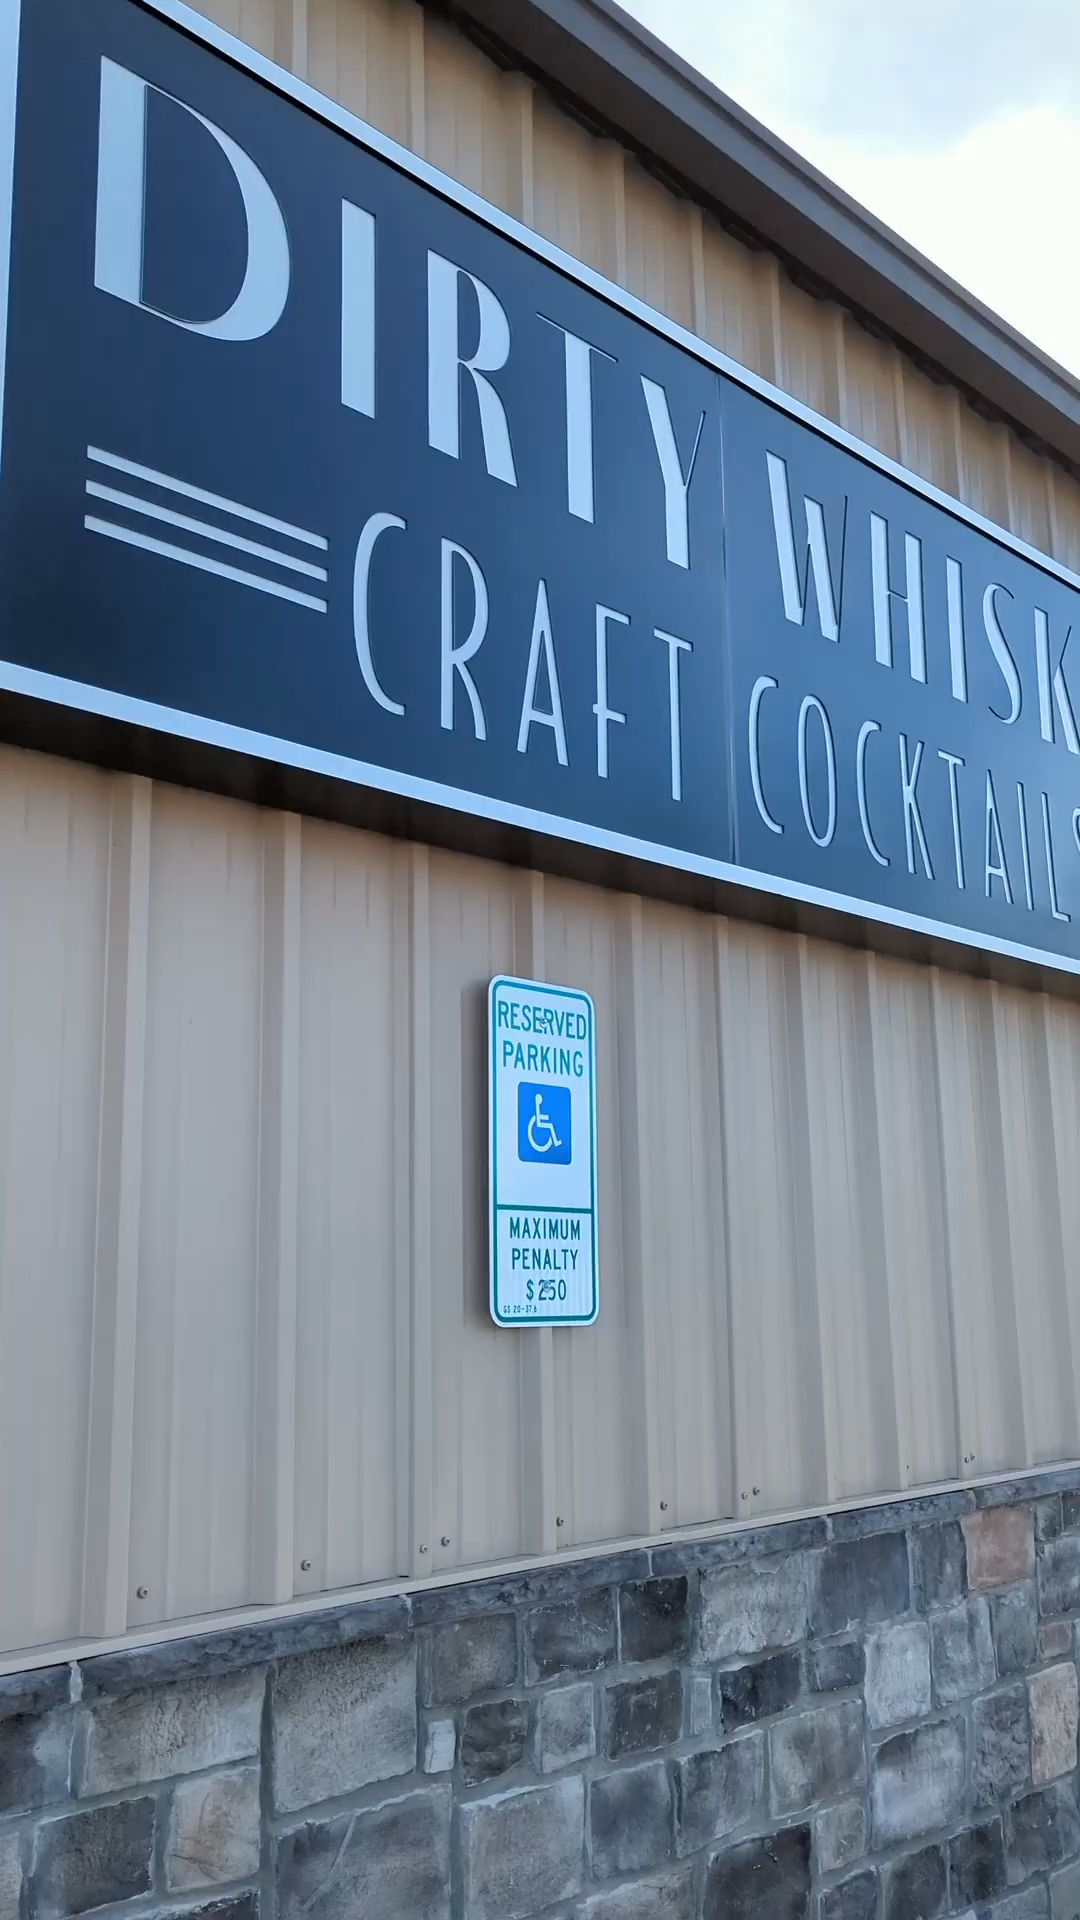 DIRTY WHISK
CRAFT COCKTAILS
RESERVED
PARKING
MAXIMUM
PENALTY
$250
GS 20-37.6